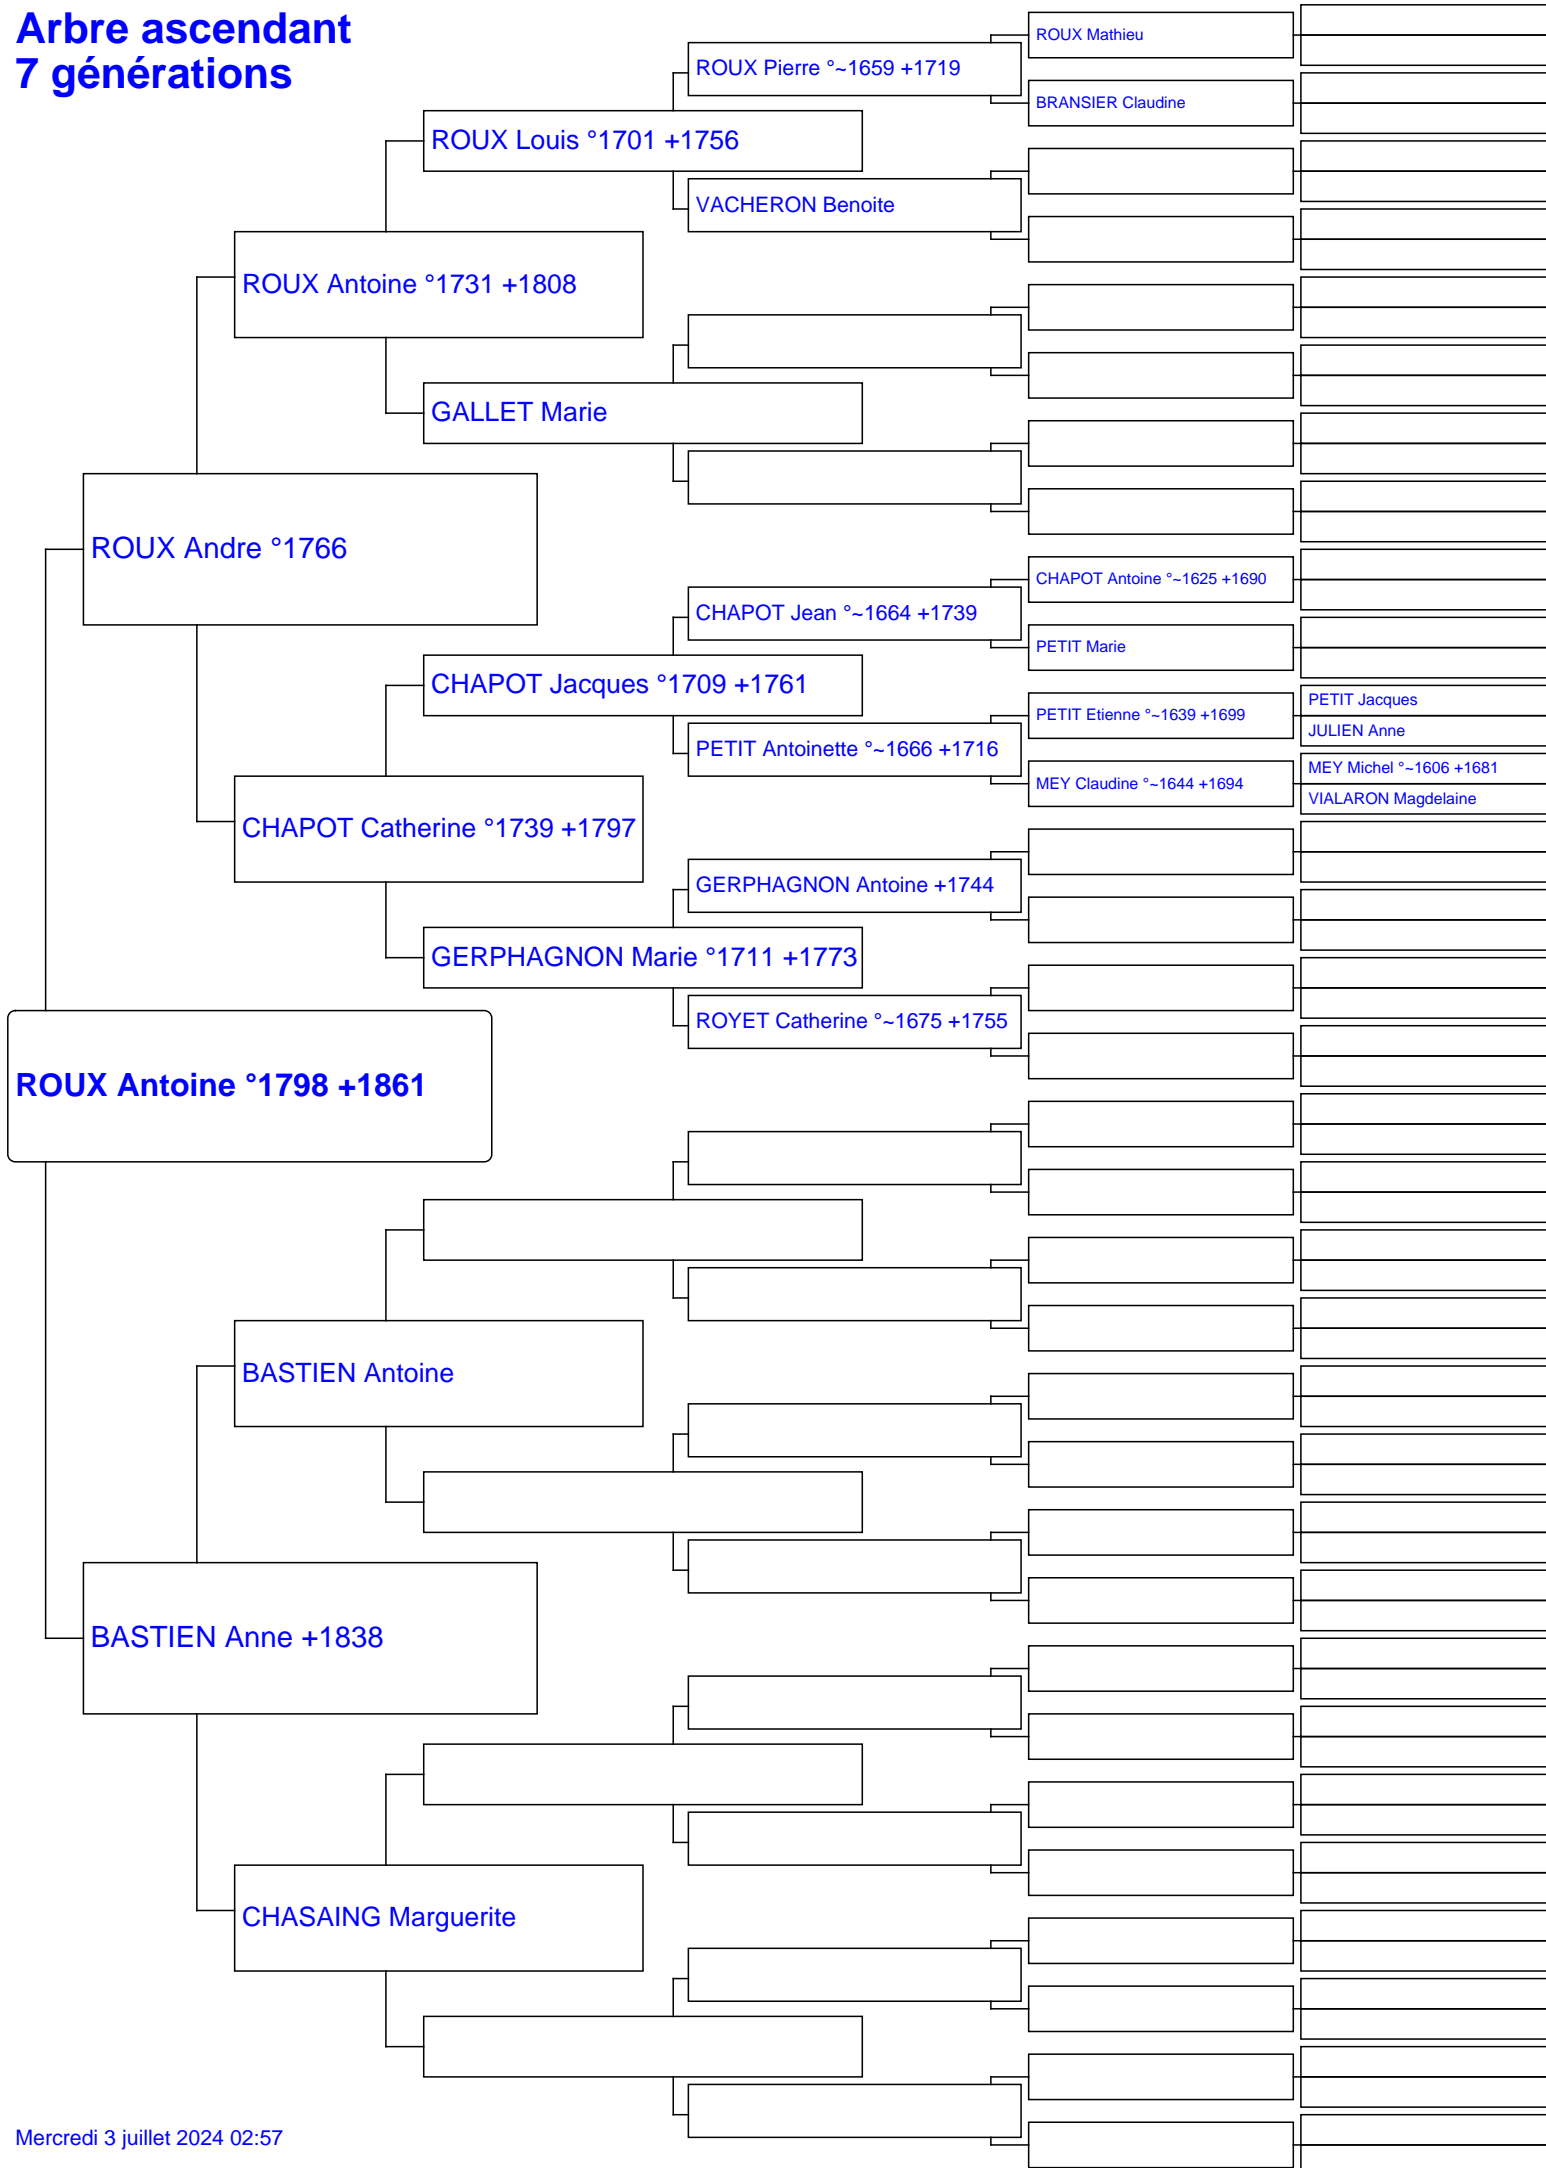 Arbre ascendant
7 générations
ROUX Mathieu
ROUX Pierre °~1659 +1719
BRANSIER Claudine
ROUX Louis °1701 +1756
VACHERON Benoite
ROUX Antoine °1731 +1808
GALLET Marie
ROUX Andre °1766
CHAPOT Antoine °~1625 +1690
CHAPOT Jean °~1664 +1739
PETIT Marie
CHAPOT Jacques °1709 +1761
PETIT Jacques
PETIT Etienne °~1639 +1699
JULIEN Anne
PETIT Antoinette °~1666 +1716
MEY Michel °~1606 +1681
MEY Claudine °~1644 +1694
VIALARON Magdelaine
CHAPOT Catherine °1739 +1797
GERPHAGNON Antoine +1744
GERPHAGNON Marie °1711 +1773
ROYET Catherine °~1675 +1755
ROUX Antoine °1798 +1861
BASTIEN Antoine
BASTIEN Anne +1838
CHASAING Marguerite
Mercredi 3 juillet 2024 02:57